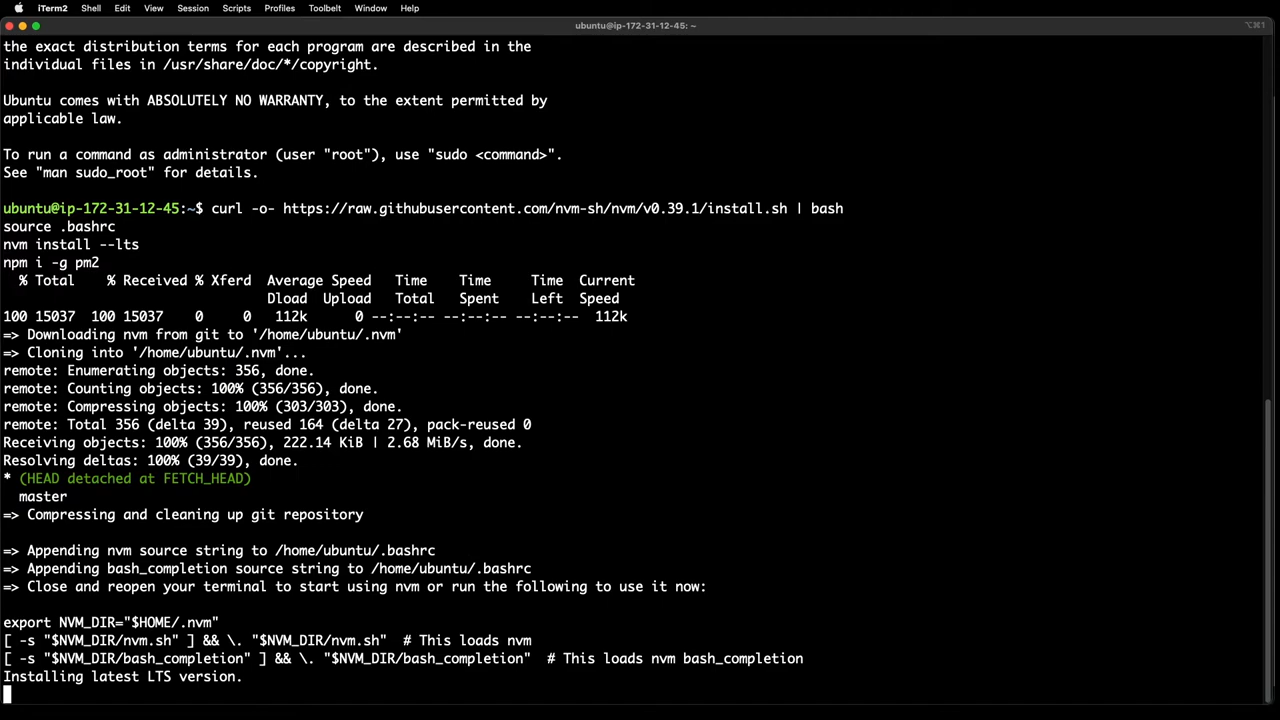 iTerm2 Shell Edit View Session Scripts Profiles Toolbelt Window Help
ubuntu@ip-172-31-12-45: ~
⌥⌘1
the exact distribution terms for each program are described in the
individual files in /usr/share/doc/*/copyright.
Ubuntu comes with ABSOLUTELY NO WARRANTY, to the extent permitted by
applicable law.
To run a command as administrator (user "root"), use "sudo <command>".
See "man sudo_root" for details.
ubuntu@ip-172-31-12-45:~$ curl -o- https://raw.githubusercontent.com/nvm-sh/nvm/v0.39.1/install.sh | bash
source .bashrc
nvm install --lts
npm i -g pm2
  % Total    % Received % Xferd  Average Speed   Time    Time     Time  Current
                                 Dload  Upload   Total   Spent    Left  Speed
100 15037  100 15037    0     0   112k      0 --:--:-- --:--:-- --:--:--  112k
=> Downloading nvm from git to '/home/ubuntu/.nvm'
=> Cloning into '/home/ubuntu/.nvm'...
remote: Enumerating objects: 356, done.
remote: Counting objects: 100% (356/356), done.
remote: Compressing objects: 100% (303/303), done.
remote: Total 356 (delta 39), reused 164 (delta 27), pack-reused 0
Receiving objects: 100% (356/356), 222.14 KiB | 2.68 MiB/s, done.
Resolving deltas: 100% (39/39), done.
* (HEAD detached at FETCH_HEAD)
  master
=> Compressing and cleaning up git repository
=> Appending nvm source string to /home/ubuntu/.bashrc
=> Appending bash_completion source string to /home/ubuntu/.bashrc
=> Close and reopen your terminal to start using nvm or run the following to use it now:
export NVM_DIR="$HOME/.nvm"
[ -s "$NVM_DIR/nvm.sh" ] && \. "$NVM_DIR/nvm.sh"  # This loads nvm
[ -s "$NVM_DIR/bash_completion" ] && \. "$NVM_DIR/bash_completion"  # This loads nvm bash_completion
Installing latest LTS version.